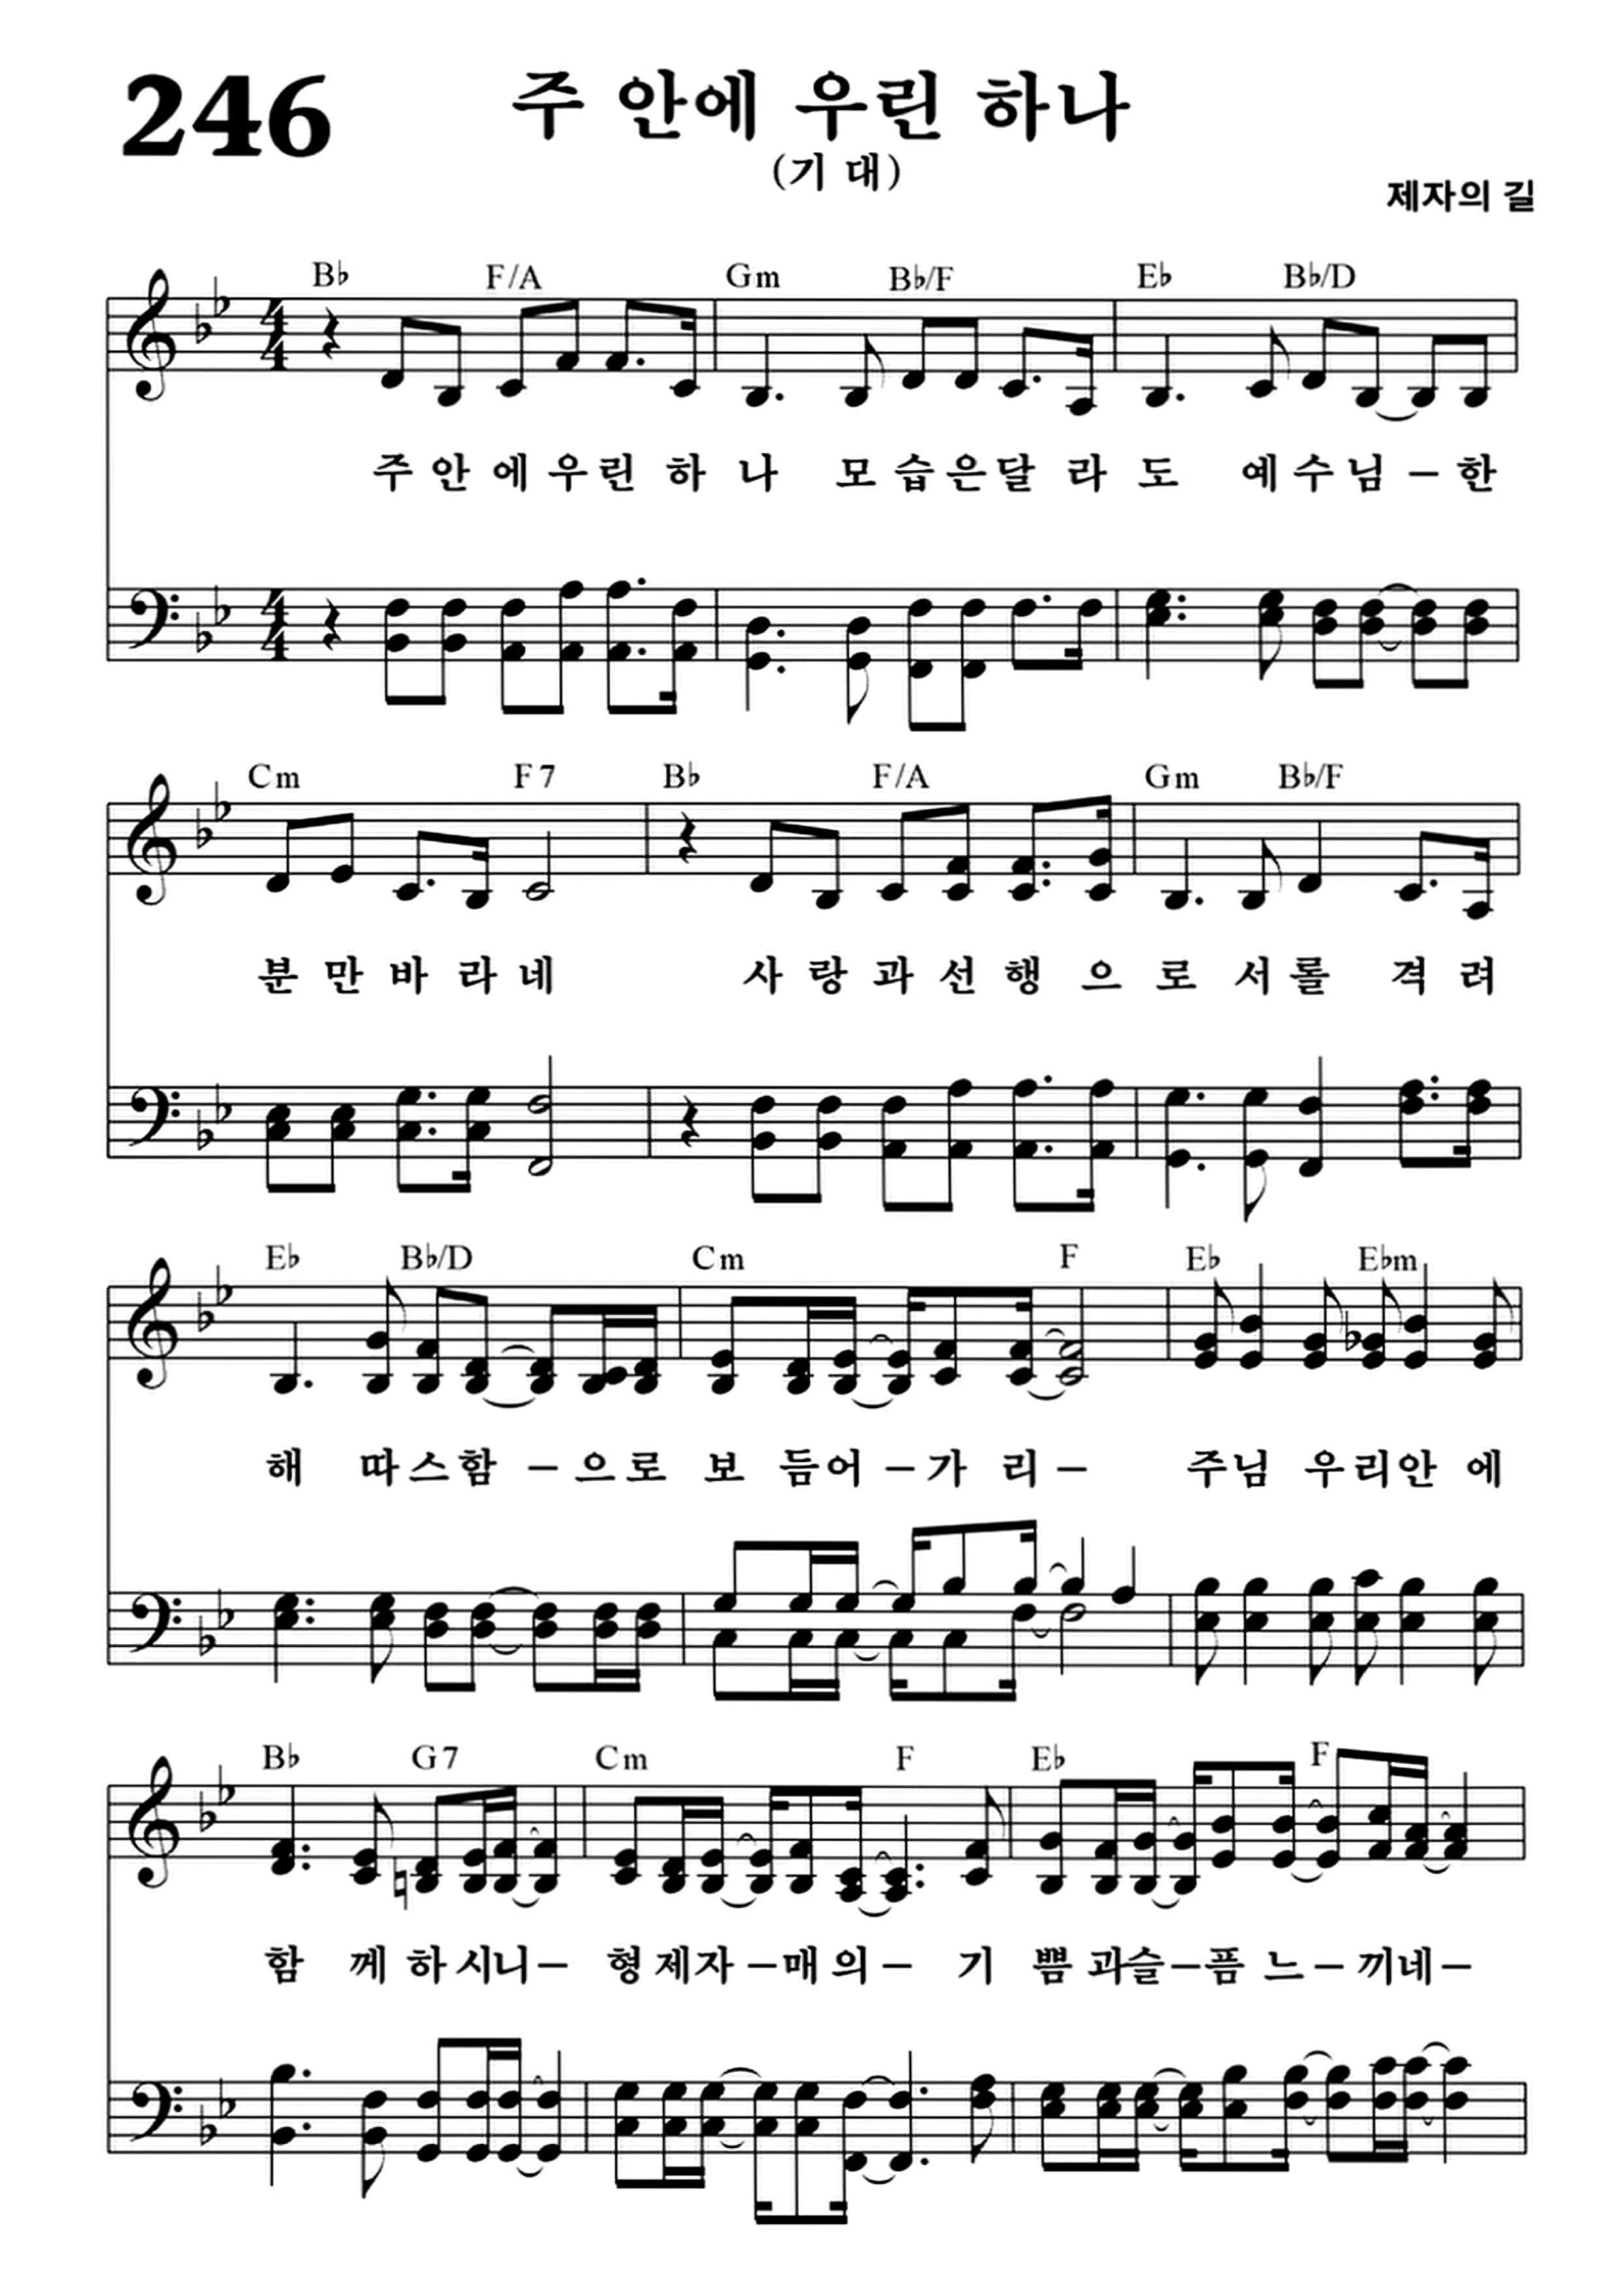 246
주 안에 우린 하나
(기 대)
제자의 길
B♭ F/A Gm B♭/F E♭ B♭/D
4/4
주 안 에 우 린 하 나 모 습 은 달 라 도 예 수 님 – 한
4/4
Cm F7 B♭ F/A Gm B♭/F
분 만 바 라 네 사 랑 과 선 행 으 로 서 롤 격 려
E♭ B♭/D Cm F E♭ E♭m
해 따 스 함 – 으 로 보 듬 어 – 가 리 – 주 님 우 리 안 에
B♭ G7 Cm F E♭ F
함 께 하 시 니 – 형 제 자 – 매 의 – 기 쁨 과 슬 – 픔 느 – 끼 네 –